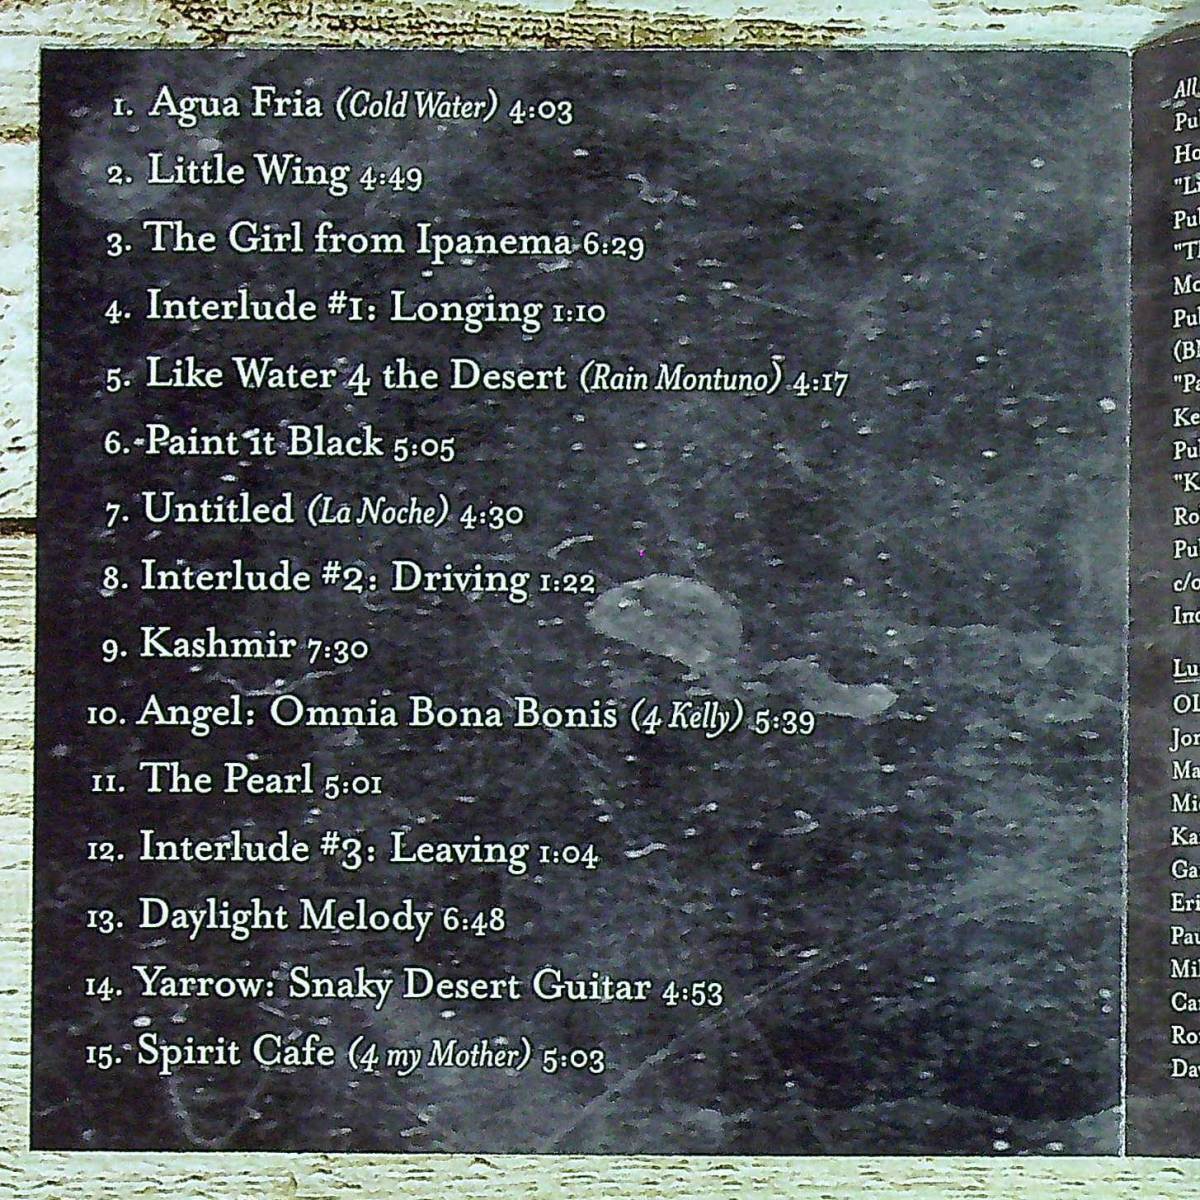 1. Agua Fria (Cold Water) 4:03
2. Little Wing 4:49
3. The Girl from Ipanema 6:29
4. Interlude #1: Longing 1:10
5. Like Water 4 the Desert (Rain Montuno) 4:17
6. Paint it Black 5:05
7. Untitled (La Noche) 4:30
8. Interlude #2: Driving 1:22
9. Kashmir 7:30
10. Angel: Omnia Bona Bonis (4 Kelly) 5:39
11. The Pearl 5:01
12. Interlude #3: Leaving 1:04
13. Daylight Melody 6:48
14. Yarrow: Snaky Desert Guitar 4:53
15. Spirit Cafe (4 my Mother) 5:03
All
c/o